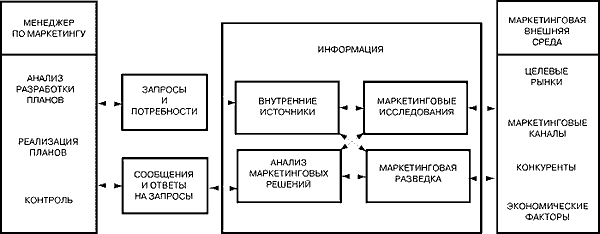 МЕНЕДЖЕР
ПО МАРКЕТИНГУ
АНАЛИЗ
РАЗРАБОТКИ
ПЛАНОВ
РЕАЛИЗАЦИЯ
ПЛАНОВ
КОНТРОЛЬ
ЗАПРОСЫ
И
ПОТРЕБНОСТИ
СООБЩЕНИЯ
И ОТВЕТЫ
НА ЗАПРОСЫ
ИНФОРМАЦИЯ
ВНУТРЕННИЕ
ИСТОЧНИКИ
МАРКЕТИНГОВЫЕ
ИССЛЕДОВАНИЯ
АНАЛИЗ
МАРКЕТИНГОВЫХ
РЕШЕНИЙ
МАРКЕТИНГОВАЯ
РАЗВЕДКА
МАРКЕТИНГОВАЯ
ВНЕШНЯЯ
СРЕДА
ЦЕЛЕВЫЕ
РЫНКИ
МАРКЕТИНГОВЫЕ
КАНАЛЫ
КОНКУРЕНТЫ
ЭКОНОМИЧЕСКИЕ
ФАКТОРЫ